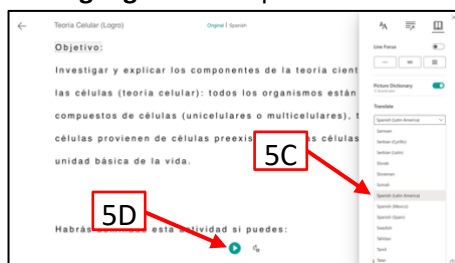 Teoría Celular (Logro)
Original | Spanish
Objetivo:
Investigar y explicar los componentes de la teoría cient
las células (teoría celular): todos los organismos están
compuestos de células (unicelulares o multicelulares), t
células provienen de células preexis
s células
unidad básica de la vida.
Habrás
esta actividad si puedes:
5C
5D
Line Focus
Picture Dictionary
Translate
Spanish (Latin America)
Samoan
Serbian (Cyrillic)
Serbian (Latin)
Slovak
Slovenian
Somali
Spanish (Latin America)
Spanish (Mexico)
Spanish (Spain)
Swedish
Tahitian
Tamil
Tatar